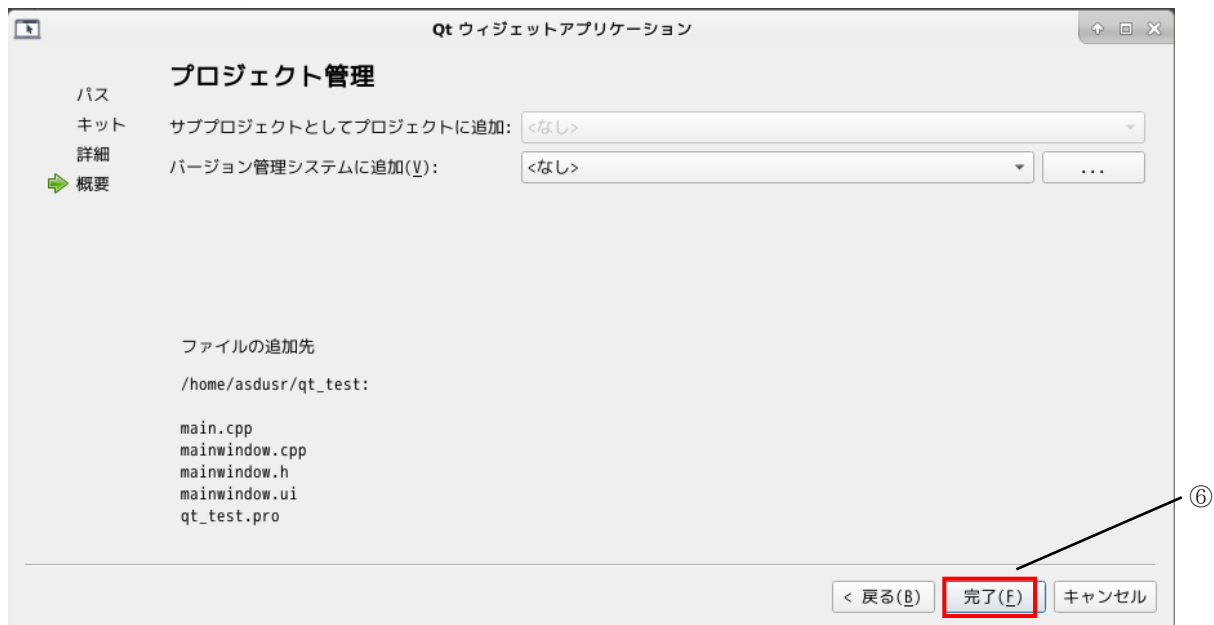 Qt ウィジェットアプリケーション
パス
キット
詳細
概要
プロジェクト管理
サブプロジェクトとしてプロジェクトに追加: <なし>
バージョン管理システムに追加(V): <なし> ...
ファイルの追加先
/home/asdusr/qt_test:
main.cpp
mainwindow.cpp
mainwindow.h
mainwindow.ui
qt_test.pro
⑥
< 戻る(B) 完了(F) キャンセル